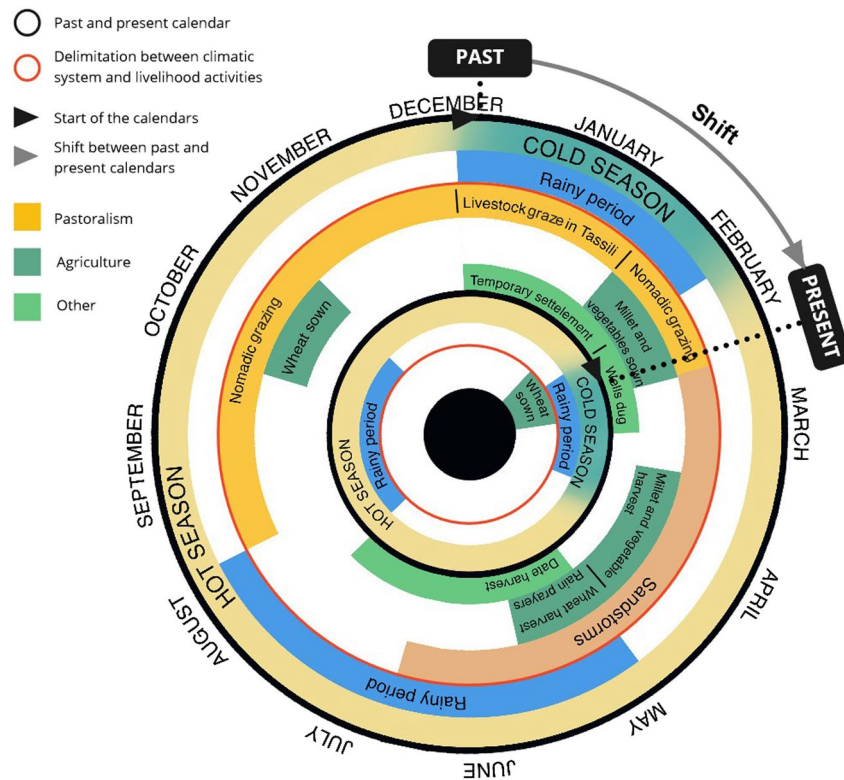 Past and present calendar
Delimitation between climatic
system and livelihood activities
Start of the calendars
Shift between past and
present calendars
Pastoralism
Agriculture
Other
PAST
Shift
PRESENT
DECEMBER
JANUARY
FEBRUARY
MARCH
APRIL
MAY
JUNE
JULY
AUGUST
SEPTEMBER
OCTOBER
NOVEMBER
COLD SEASON
HOT SEASON
Rainy period
Rainy period
Livestock graze in Tassili
Nomadic grazing
Nomadic grazing
Wheat sown
Millet and
vegetables sown
Sandstorms
Millet and vegetable
harvest
Wheat harvest
Rain prayers
Date harvest
Temporary settelement
Wells dug
COLD SEASON
HOT SEASON
Rainy period
Rainy period
Wheat
sown